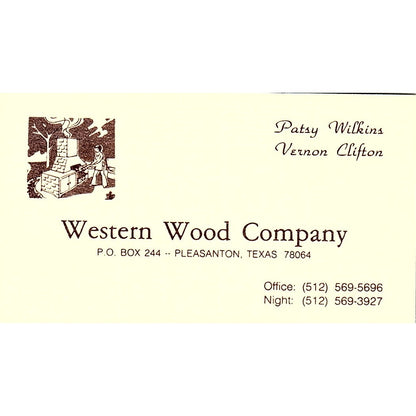 Patsy Wilkins
Vernon Clifton
Western Wood Company
P.O. BOX 244 -- PLEASANTON, TEXAS 78064
Office: (512) 569-5696
Night: (512) 569-3927